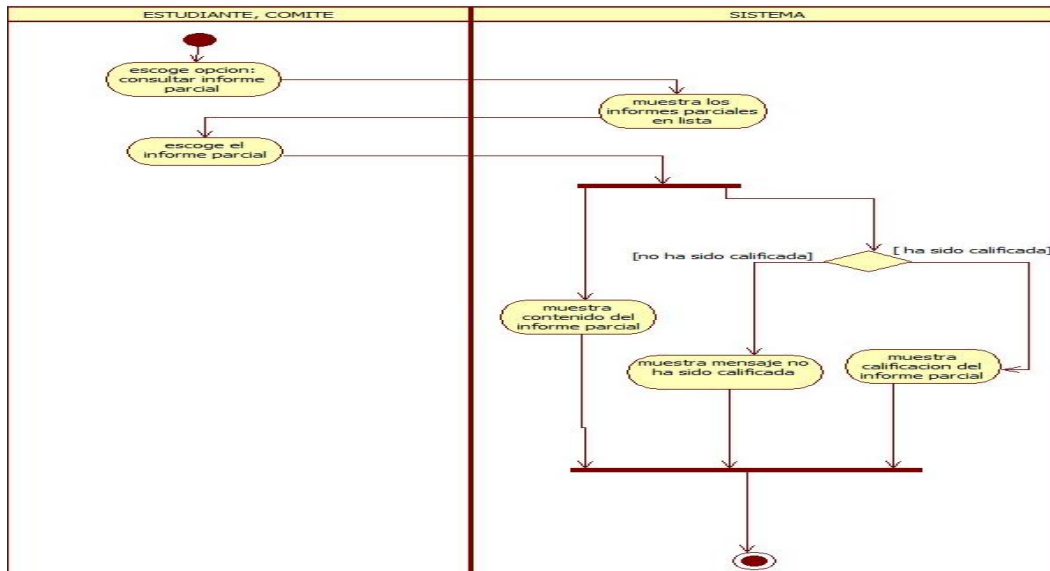 ESTUDIANTE, COMITE
SISTEMA
escoge opcion:
consultar informe
parcial
muestra los
informes parciales
en lista
escoge el
informe parcial
[no ha sido calificada]
[ ha sido calificada]
muestra
contenido del
informe parcial
muestra mensaje no
ha sido calificada
muestra
calificacion del
informe parcial